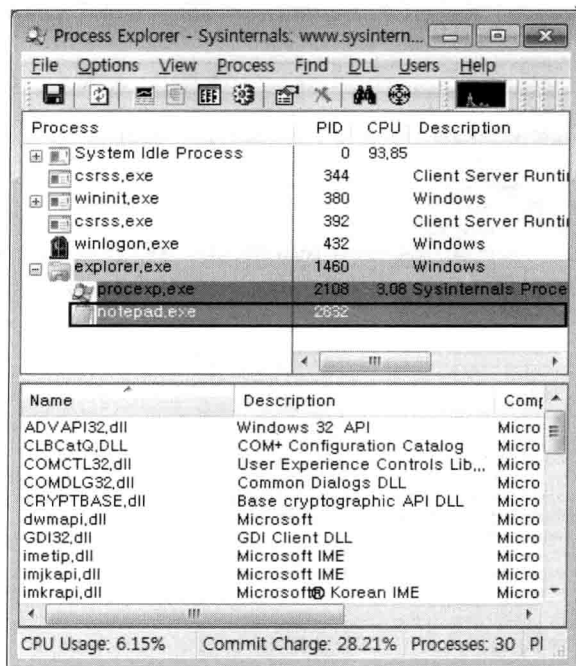 Process Explorer - Sysinternals: www.sysintern...
File Options View Process Find DLL Users Help
Process PID CPU Description
System Idle Process 0 93,85
csrss,exe 344 Client Server Runti
wininit,exe 380 Windows
csrss,exe 392 Client Server Runti
winlogon,exe 432 Windows
explorer,exe 1460 Windows
procexp,exe 2108 3,08 Sysinternals Proce
notepad,exe
Name Description Comp
ADVAPI32,dll Windows 32 API Micro
CLBCatQ,DLL COM+ Configuration Catalog Micro
COMCTL32,dll User Experience Controls Lib,,, Micro
COMDLG32,dll Common Dialogs DLL Micro
CRYPTBASE,dll Base cryptographic API DLL Micro
dwmapi,dll Microsoft Micro
GDI32,dll GDI Client DLL Micro
imetip,dll Microsoft IME Micro
imjkapi,dll Microsoft IME Micro
imkrapi,dll Microsoft® Korean IME Micro
CPU Usage: 6.15% Commit Charge: 28.21% Processes: 30 Pl